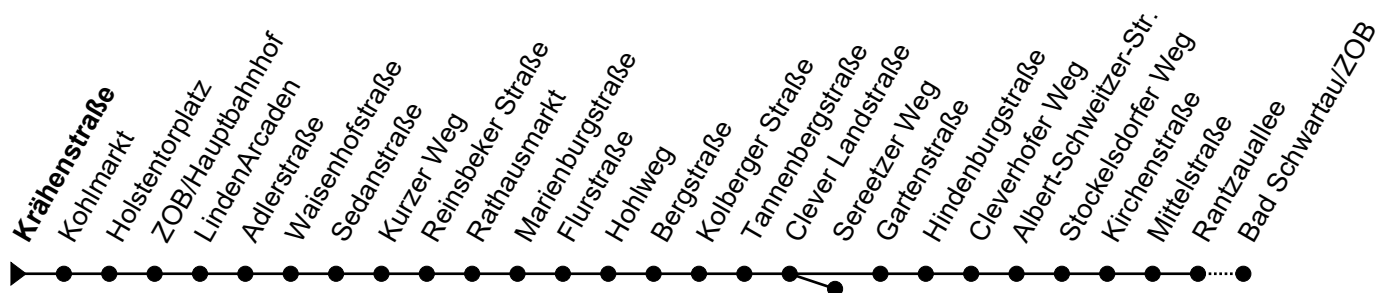 Krähenstraße
Kohlmarkt
Holstentorplatz
ZOB/Hauptbahnhof
LindenArcaden
Adlerstraße
Waisenhofstraße
Sedanstraße
Kurzer Weg
Reinsbeker Straße
Rathausmarkt
Marienburgstraße
Flurstraße
Hohlweg
Bergstraße
Kolberger Straße
Tannenbergstraße
Clever Landstraße
Sereetzer Weg
Gartenstraße
Hindenburgstraße
Cleverhofer Weg
Albert-Schweitzer-Str.
Stockelsdorfer Weg
Kirchenstraße
Mittelstraße
Rantzauallee
Bad Schwartau/ZOB